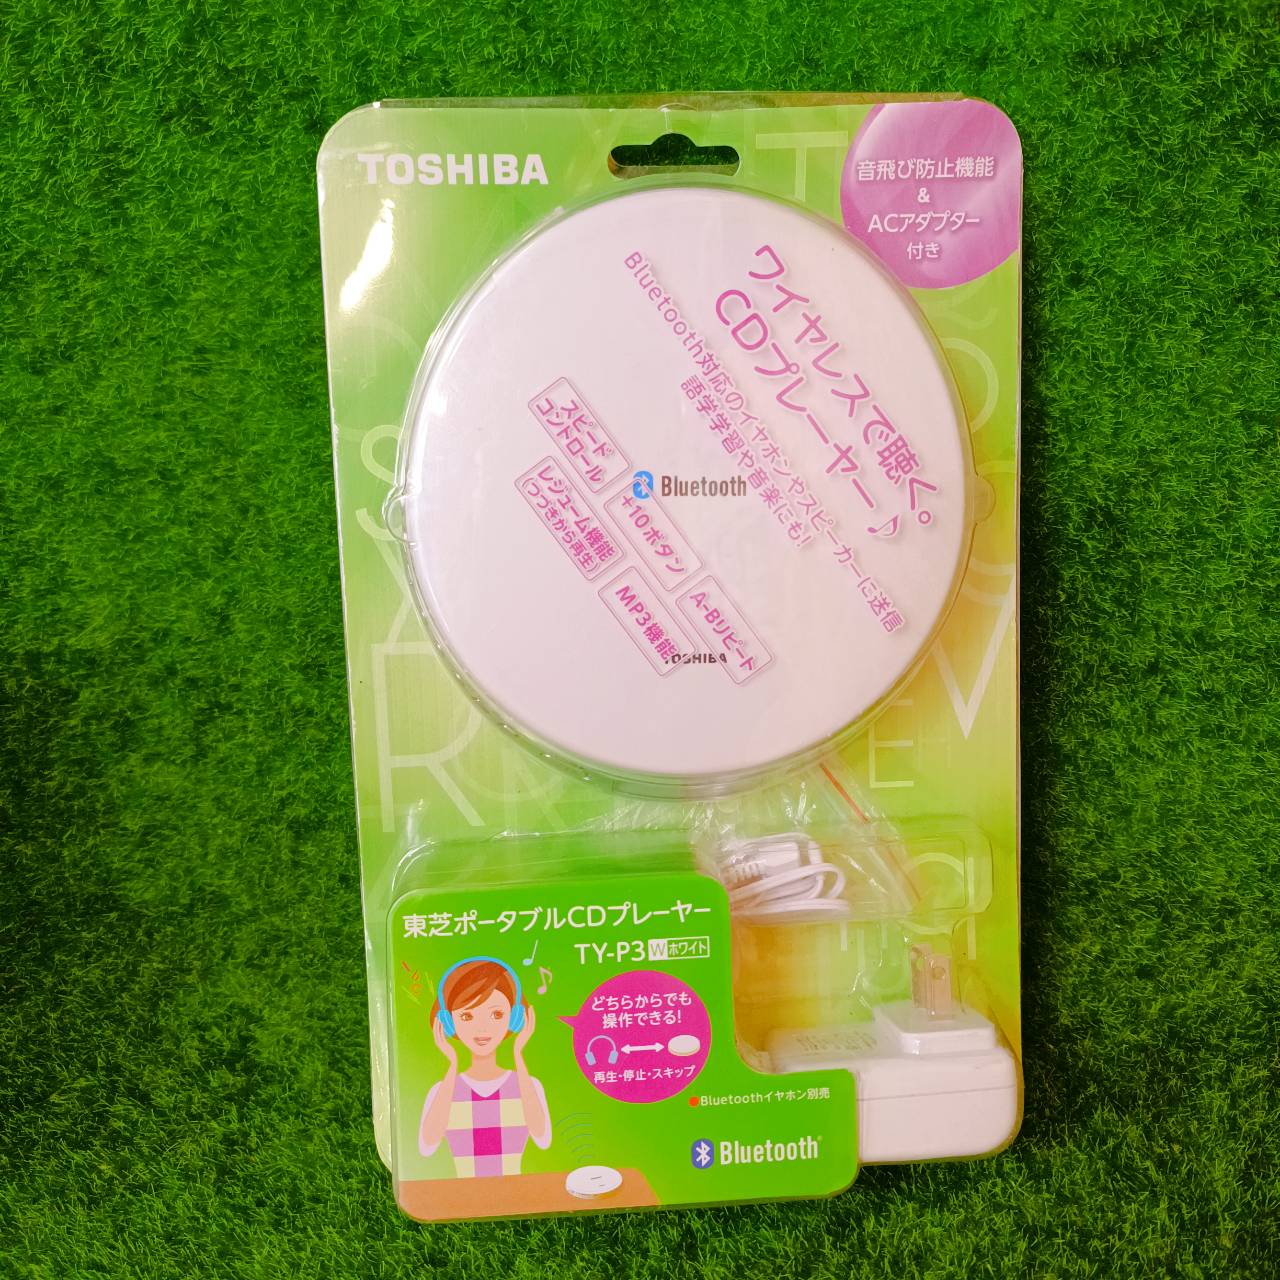 TOSHIBA
音飛び防止機能
&
ACアダプター
付き
ワイヤレスで聴く。
CDプレーヤー♪
Bluetooth対応のイヤホンやスピーカーに送信
語学学習や音楽にも!
スピード
コントロール
+10ボタン
A-Bリピート
レジューム機能
(つづきから再生)
MP3機能
Bluetooth
TOSHIBA
東芝ポータブルCDプレーヤー
TY-P3 W ホワイト
どちらからでも
操作できる!
再生・停止・スキップ
●Bluetoothイヤホン別売
Bluetooth